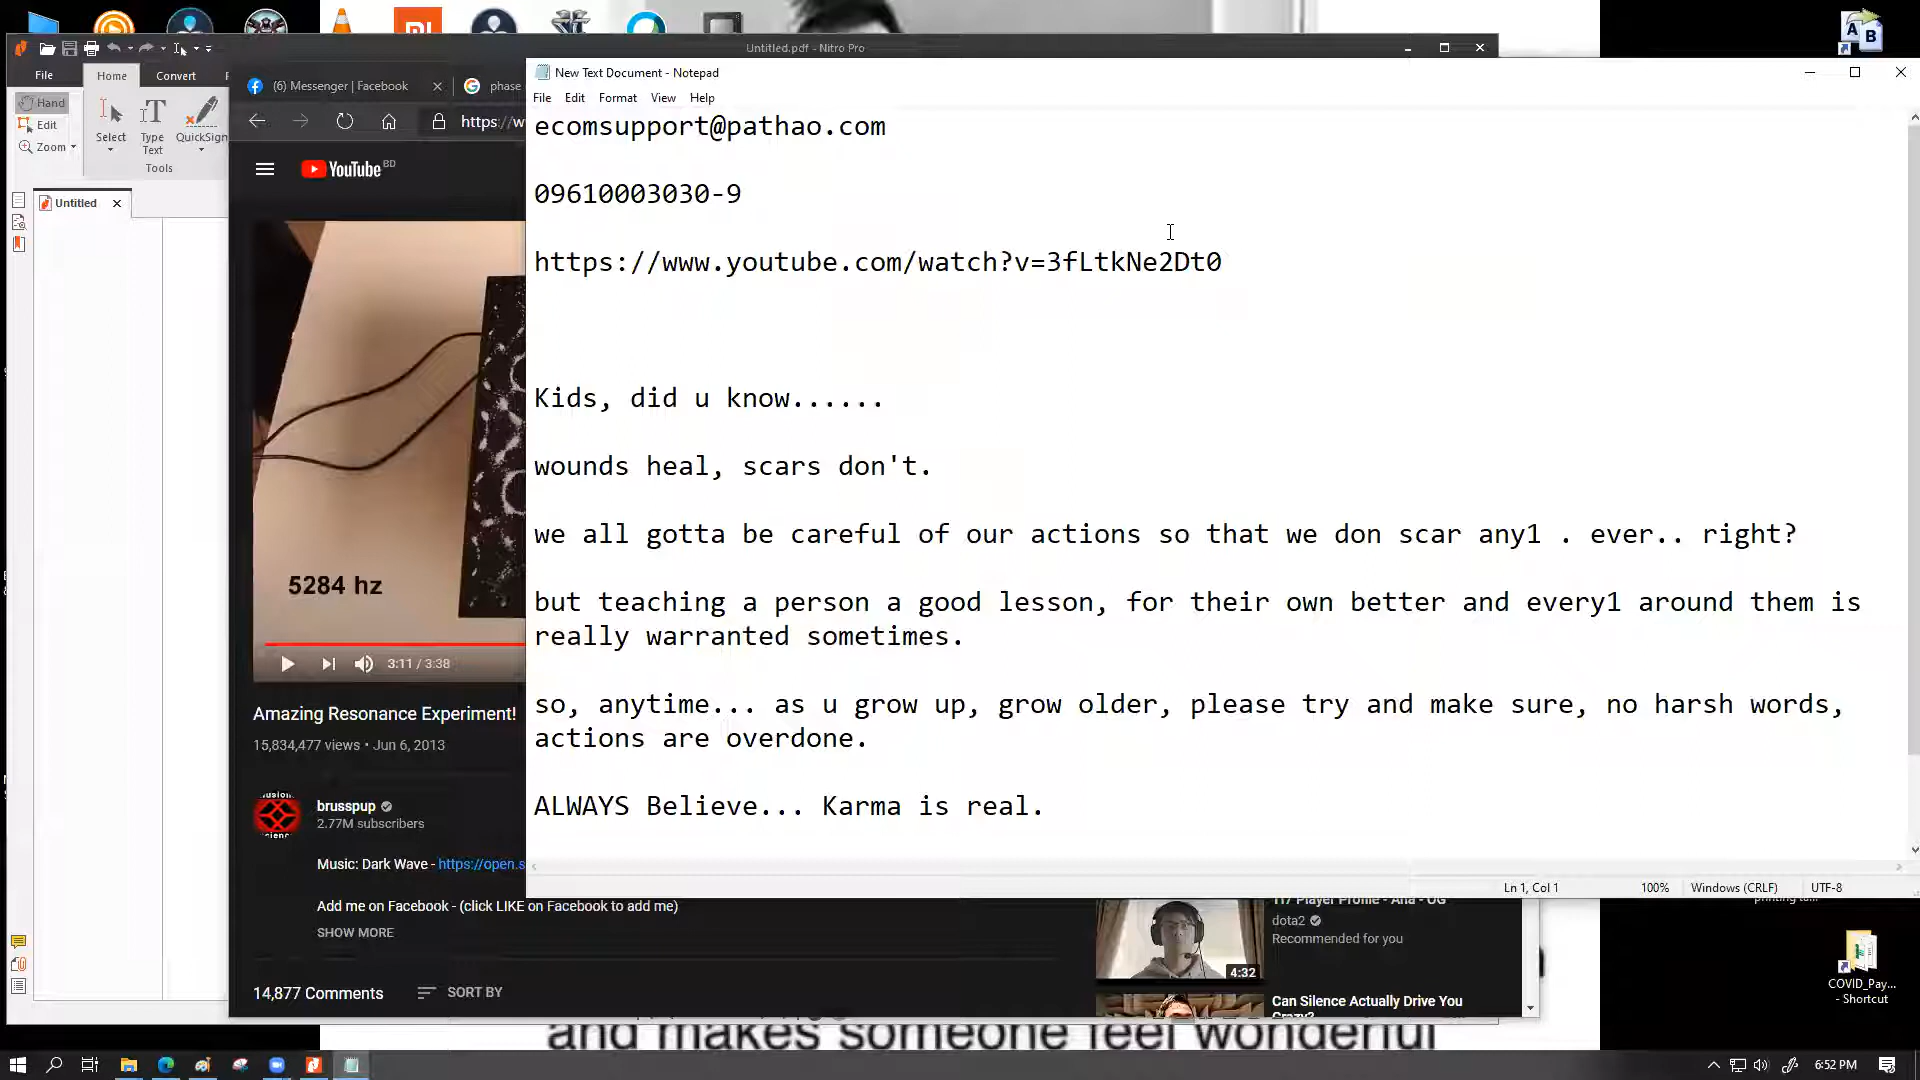 Untitled.pdf - Nitro Pro
File
Home
Convert
Hand
Edit
Zoom
Select
Type
Text
QuickSign
Tools
Untitled
(6) Messenger | Facebook
phase
https://w
YouTube BD
5284 hz
3:11 / 3:38
Amazing Resonance Experiment!
15,834,477 views • Jun 6, 2013
brusspup
2.77M subscribers
Music: Dark Wave - https://open.s
Add me on Facebook - (click LIKE on Facebook to add me)
SHOW MORE
14,877 Comments
SORT BY
New Text Document - Notepad
File Edit Format View Help
ecomsupport@pathao.com
09610003030-9
https://www.youtube.com/watch?v=3fLtkNe2Dt0
Kids, did u know......
wounds heal, scars don't.
we all gotta be careful of our actions so that we don scar any1 . ever.. right?
but teaching a person a good lesson, for their own better and every1 around them is
really warranted sometimes.
so, anytime... as u grow up, grow older, please try and make sure, no harsh words,
actions are overdone.
ALWAYS Believe... Karma is real.
Ln 1, Col 1
100%
Windows (CRLF)
UTF-8
dota2
Recommended for you
4:32
Can Silence Actually Drive You
Crazy?
A B
COVID_Pay...
- Shortcut
and makes someone feel wonderful
6:52 PM